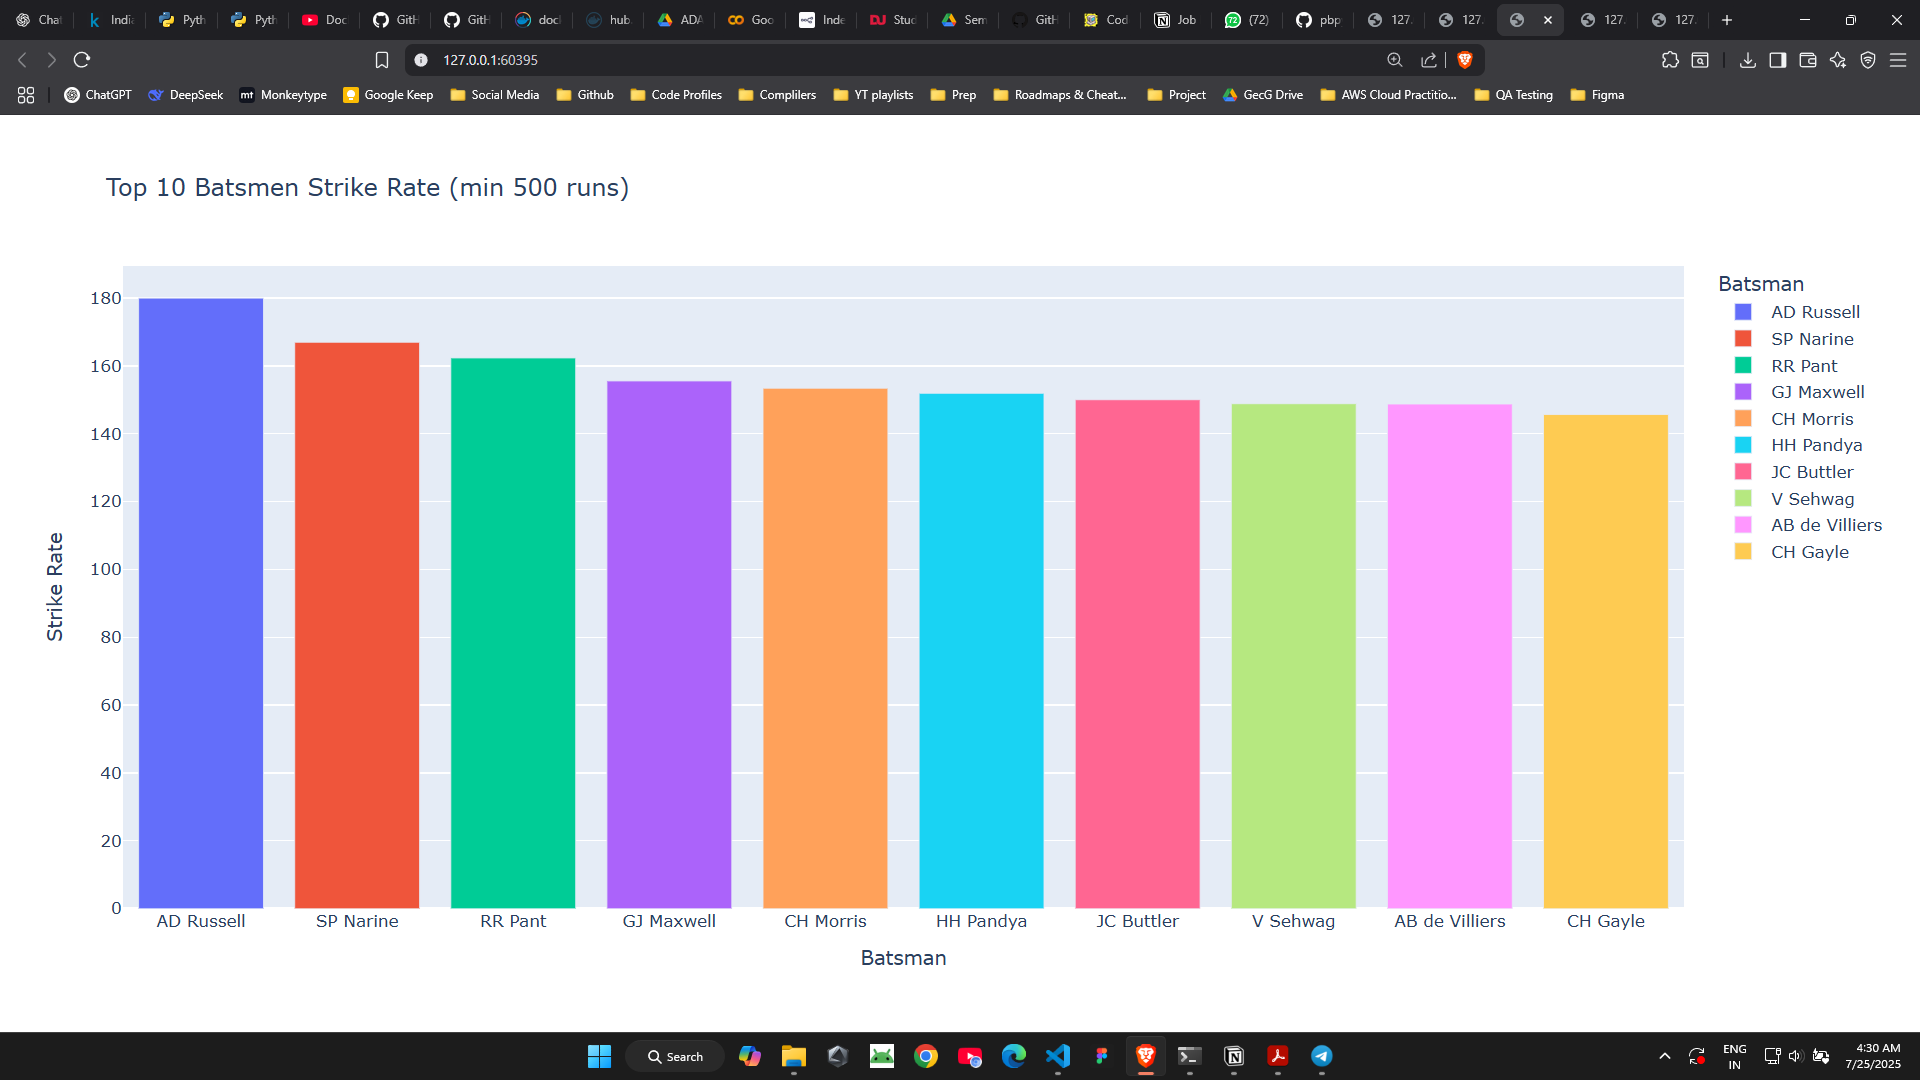 Chat
India
Pyth
Pyth
Doc
GitH
GitH
doc
hub.
ADA
Goo
Inde
Stud
Sem
GitH
Cod
Job
(72)
pbp
127.
127.
127.
127.
127.0.0.1:60395
ChatGPT
DeepSeek
mt Monkeytype
Google Keep
Social Media
Github
Code Profiles
Complilers
YT playlists
Prep
Roadmaps & Cheat...
Project
GecG Drive
AWS Cloud Practitio...
QA Testing
Figma
Top 10 Batsmen Strike Rate (min 500 runs)
180
160
140
120
100
80
60
40
20
0
Strike Rate
AD Russell
SP Narine
RR Pant
GJ Maxwell
CH Morris
HH Pandya
JC Buttler
V Sehwag
AB de Villiers
CH Gayle
Batsman
Batsman
AD Russell
SP Narine
RR Pant
GJ Maxwell
CH Morris
HH Pandya
JC Buttler
V Sehwag
AB de Villiers
CH Gayle
Search
ENG
IN
4:30 AM
7/25/2025